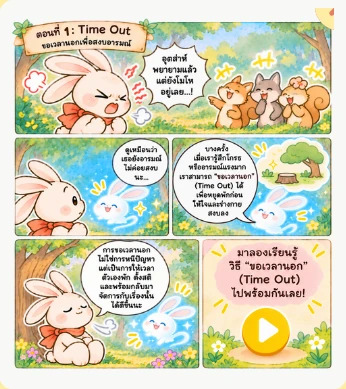 ตอนที่ 1: Time Out
ขอเวลานอกเพื่อสงบอารมณ์
อุตส่าห์
พยายามแล้ว
แต่ยังโมโห
อยู่เลย...!
ดูเหมือนว่า
เธอยังอารมณ์
ไม่ค่อยสงบ
นะ...
บางครั้ง
เมื่อเรารู้สึกโกรธ
หรืออารมณ์แรงมาก
เราสามารถ "ขอเวลานอก"
(Time Out) ได้
เพื่อหยุดพักก่อน
ให้ใจและร่างกาย
สงบลง
การขอเวลานอก
ไม่ใช่การหนีปัญหา
แต่เป็นการให้เวลา
ตัวเองพัก ตั้งสติ
และพร้อมกลับมา
จัดการกับเรื่องนั้น
ได้ดีขึ้นนะ
มาลองเรียนรู้
วิธี "ขอเวลานอก"
(Time Out)
ไปพร้อมกันเลย!